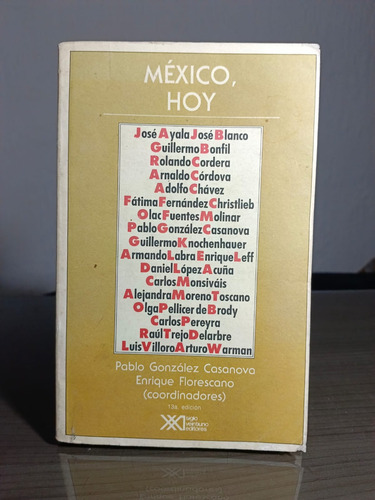 MÉXICO,
HOY
José Ayala José Blanco
Guillermo Bonfil
Rolando Cordera
Arnaldo Córdova
Adolfo Chávez
Fátima Fernández Christlieb
Olac Fuentes Molinar
Pablo González Casanova
Guillermo Knochenhauer
Armando Labra Enrique Leff
Daniel López Acuña
Carlos Monsiváis
Alejandra Moreno Toscano
Olga Pellicer de Brody
Carlos Pereyra
Raúl Trejo Delarbre
Luis Villoro Arturo Warman
Pablo González Casanova
Enrique Florescano
(coordinadores)
13a. edición
siglo
veintiuno
editores